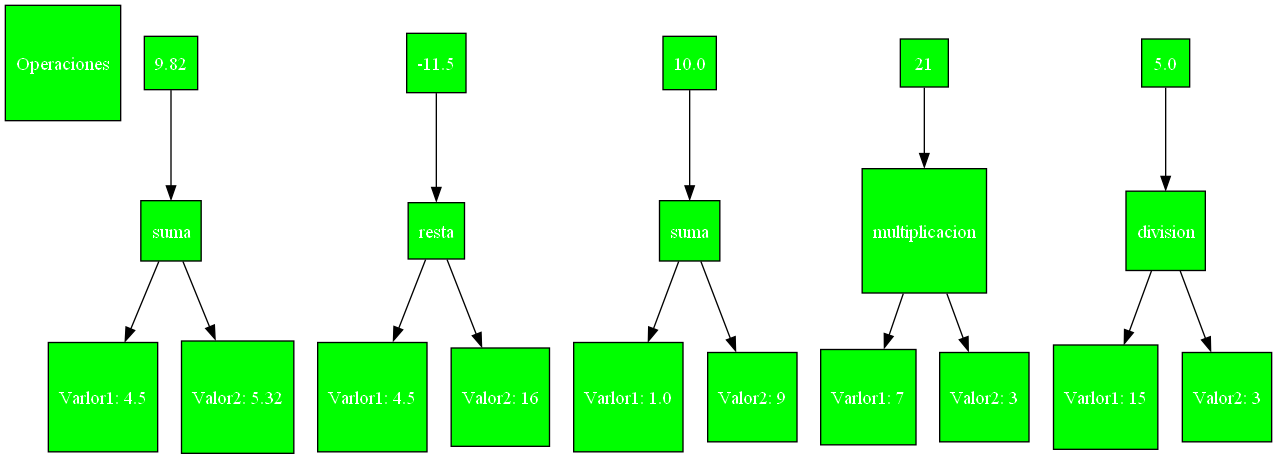 Operaciones
9.82
-11.5
10.0
21
5.0
suma
resta
suma
multiplicacion
division
Varlor1: 4.5
Valor2: 5.32
Varlor1: 4.5
Valor2: 16
Varlor1: 1.0
Valor2: 9
Varlor1: 7
Valor2: 3
Varlor1: 15
Valor2: 3